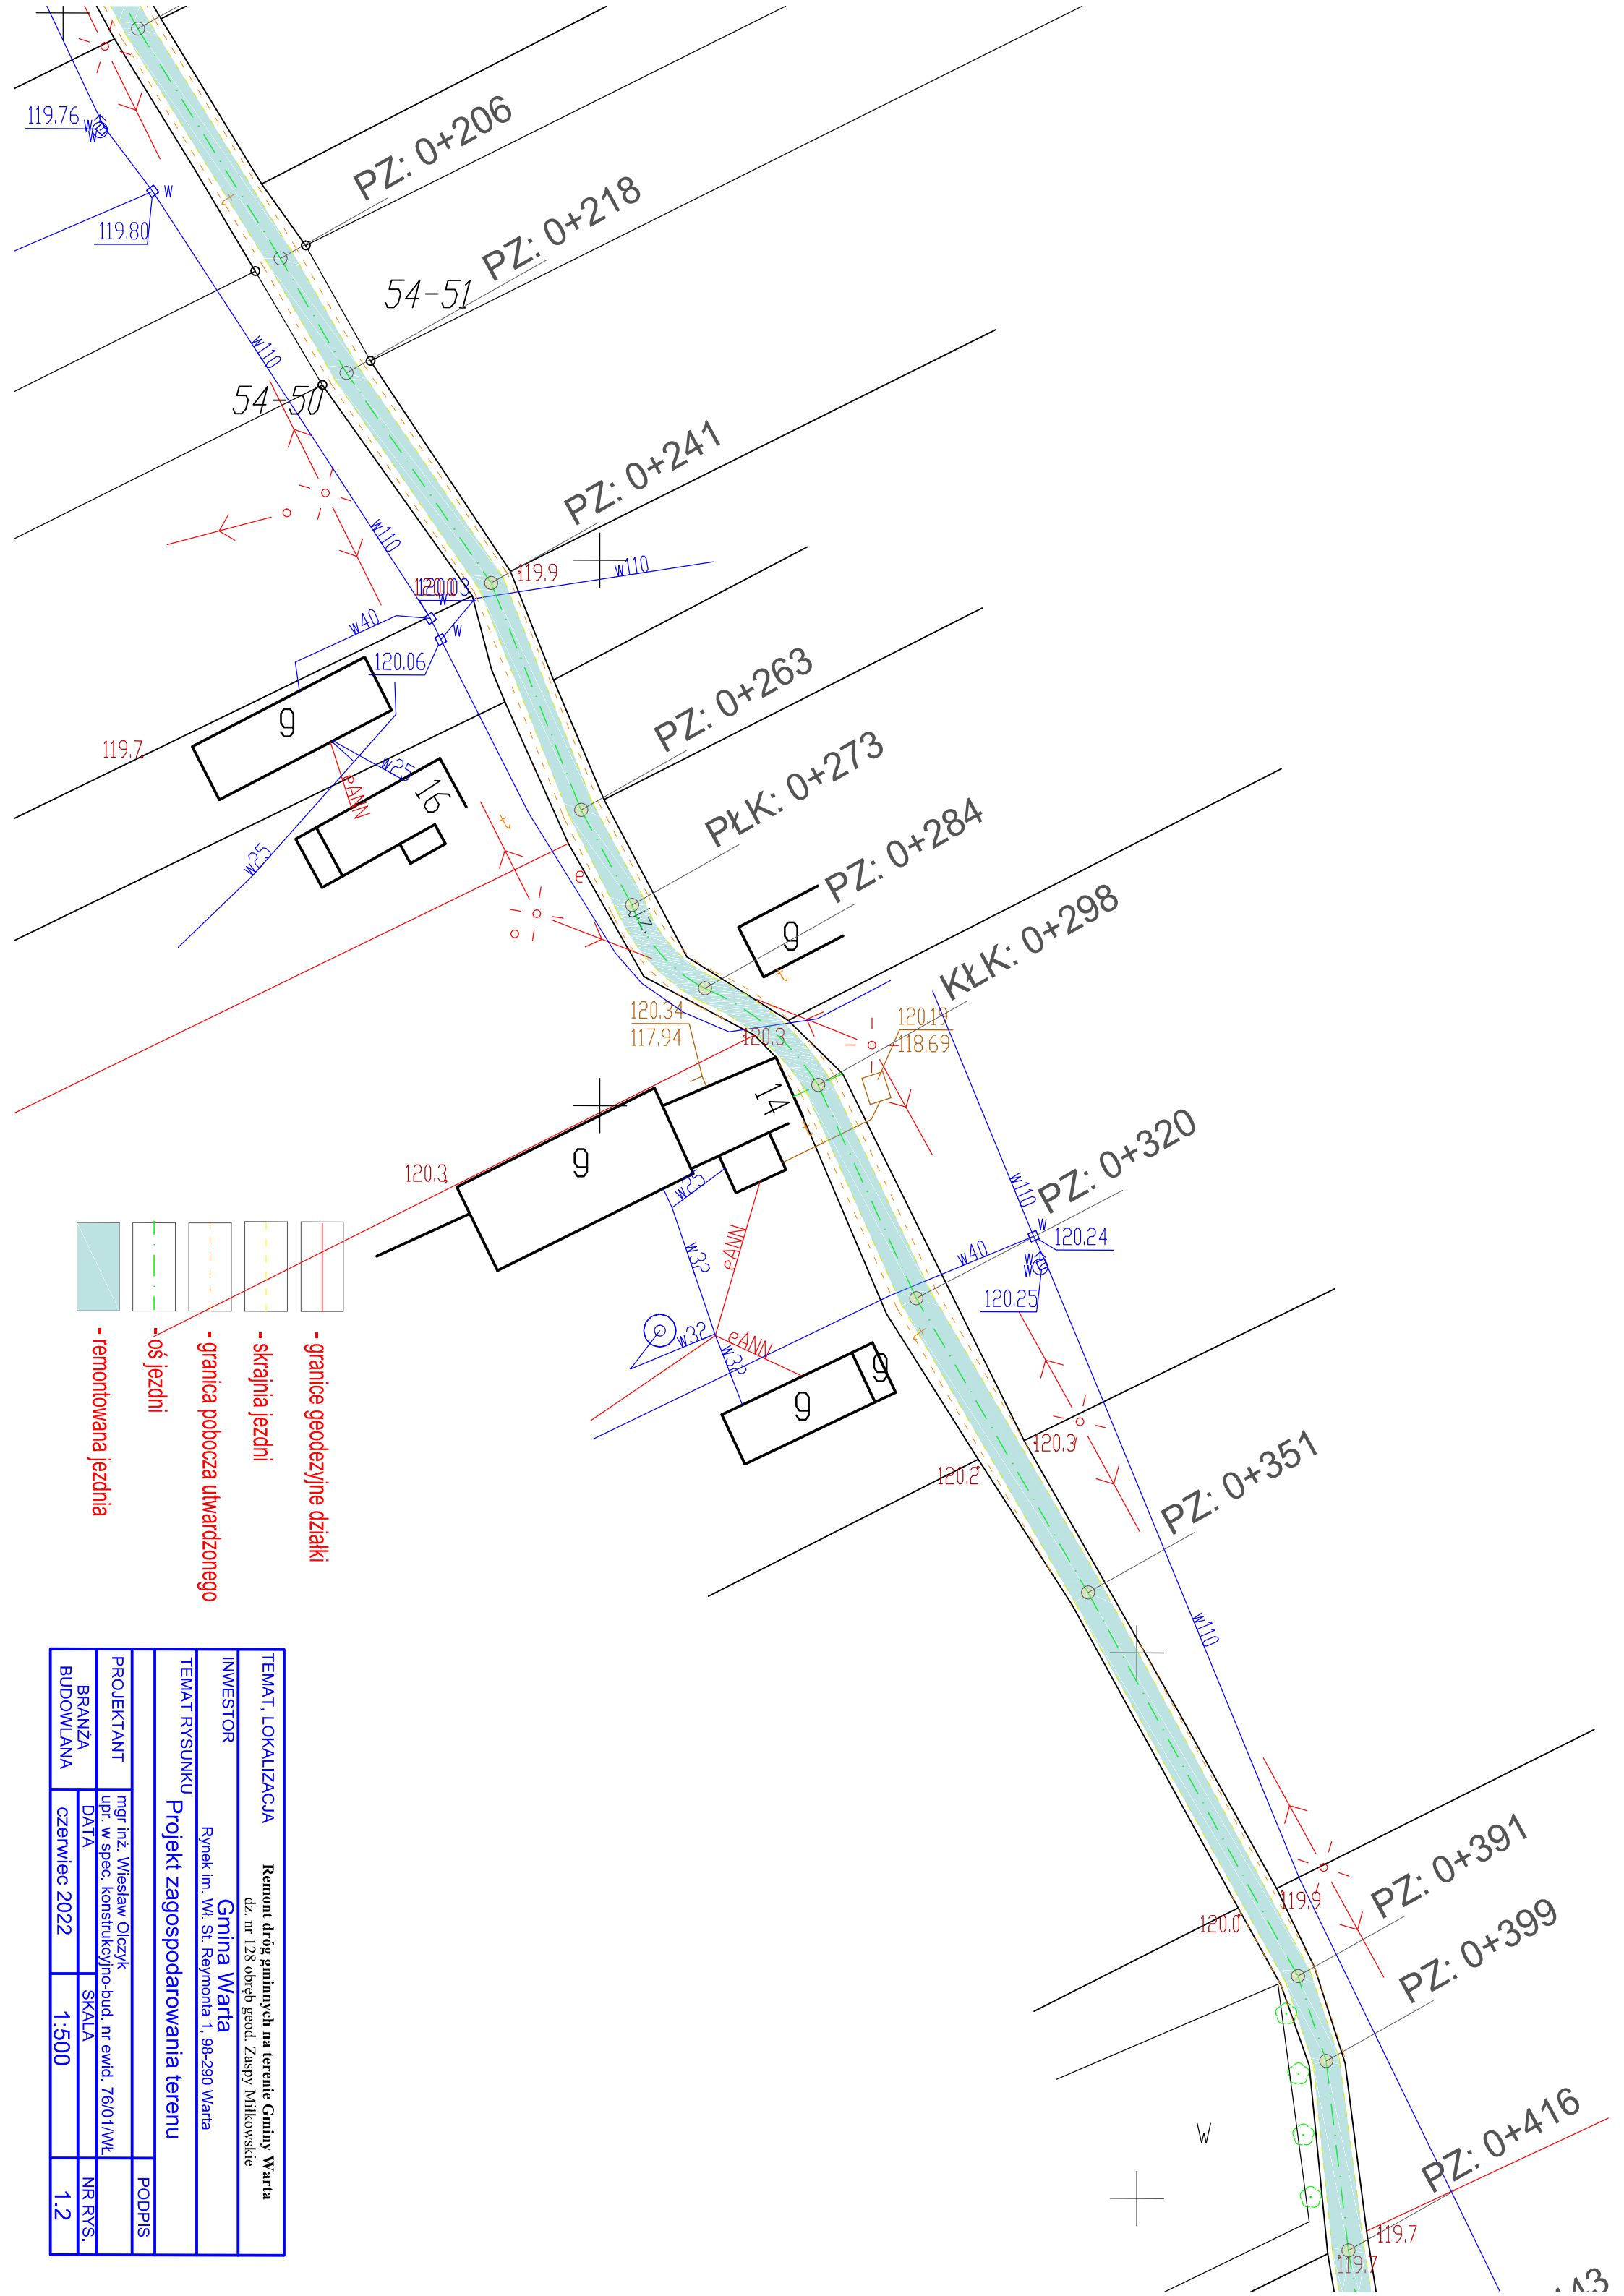 119.76
W
W
W
119.80
PZ: 0+206
PZ: 0+218
54-51
54-50
w110
w110
PZ: 0+241
119.9
w110
120.03
W
W
w40
120.06
119.7
9
w25
eANN
16
w25
PZ: 0+263
PŁK: 0+273
PZ: 0+284
t
t
e
dz.
9
t
KŁK: 0+298
120.34
117.94
120.3
120.19
118.69
14
t
9
120.3
w25
w32
eANN
w32
w32
eANN
9
9
w110
PZ: 0+320
W
120.24
w40
120.25
W
W
t
120.3
120.2
PZ: 0+351
w110
PZ: 0+391
119.9
120.0
PZ: 0+399
W
PZ: 0+416
119.7
119.7
- granice geodezyjne działki
- skrajnia jezdni
- granica pobocza utwardzonego
- oś jezdni
- remontowana jezdnia
TEMAT, LOKALIZACJA
Remont dróg gminnych na terenie Gminy Warta
dz. nr 128 obręb geod. Zaspy Miłkowskie
INWESTOR
Gmina Warta
Rynek im. Wł. St. Reymonta 1, 98-290 Warta
TEMAT RYSUNKU
Projekt zagospodarowania terenu
PODPIS
PROJEKTANT
mgr inż. Wiesław Olczyk
upr. w spec. konstrukcyjno-bud. nr ewid. 76/01/WŁ
BRANŻA
BUDOWLANA
DATA
czerwiec 2022
SKALA
1:500
NR RYS.
1.2